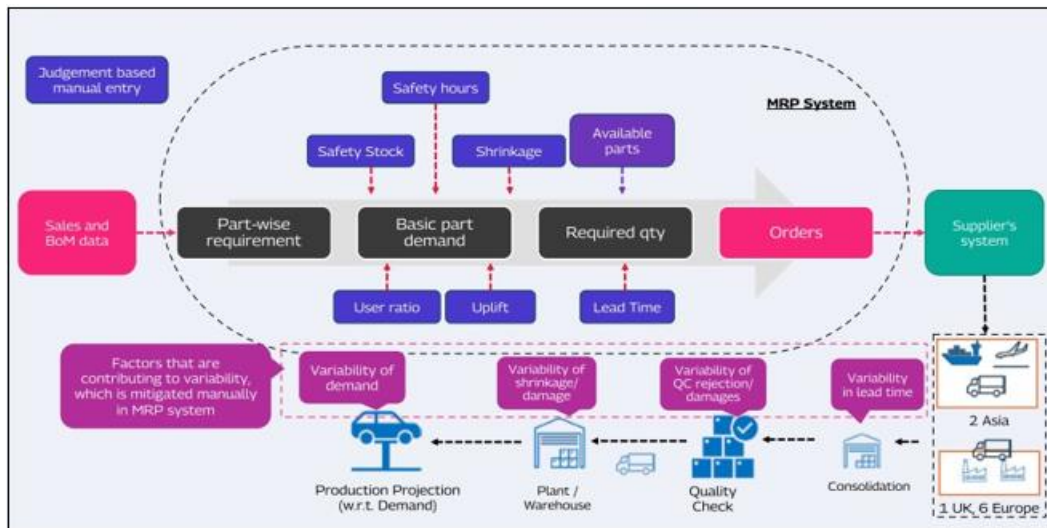 Judgement based
manual entry
Safety hours
MRP System
Safety Stock
Shrinkage
Available
parts
Sales and
BoM data
Part-wise
requirement
Basic part
demand
Required qty
Orders
Supplier's
system
User ratio
Uplift
Lead Time
Factors that are
contributing to variability,
which is mitigated manually
in MRP system
Variability of
demand
Variability of
shrinkage/
damage
Variability of
QC rejection/
damages
Variability
in lead time
2 Asia
Production Projection
(w.r.t. Demand)
Plant /
Warehouse
Quality
Check
Consolidation
1 UK, 6 Europe